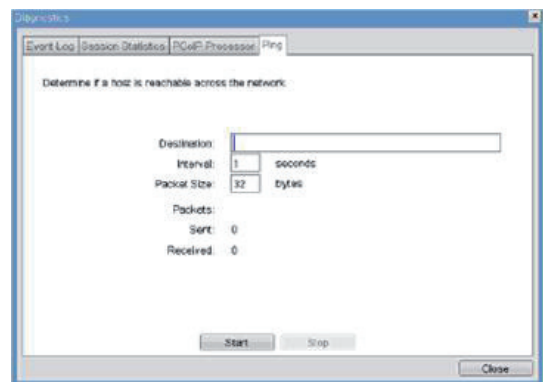 Diagnostics
Event Log Session Statistics PCoIP Processor Ping
Determine if a host is reachable across the network
Destination:
Interval: 1 seconds
Packet Size: 32 bytes
Packets:
Sent: 0
Received: 0
Start Stop
Close